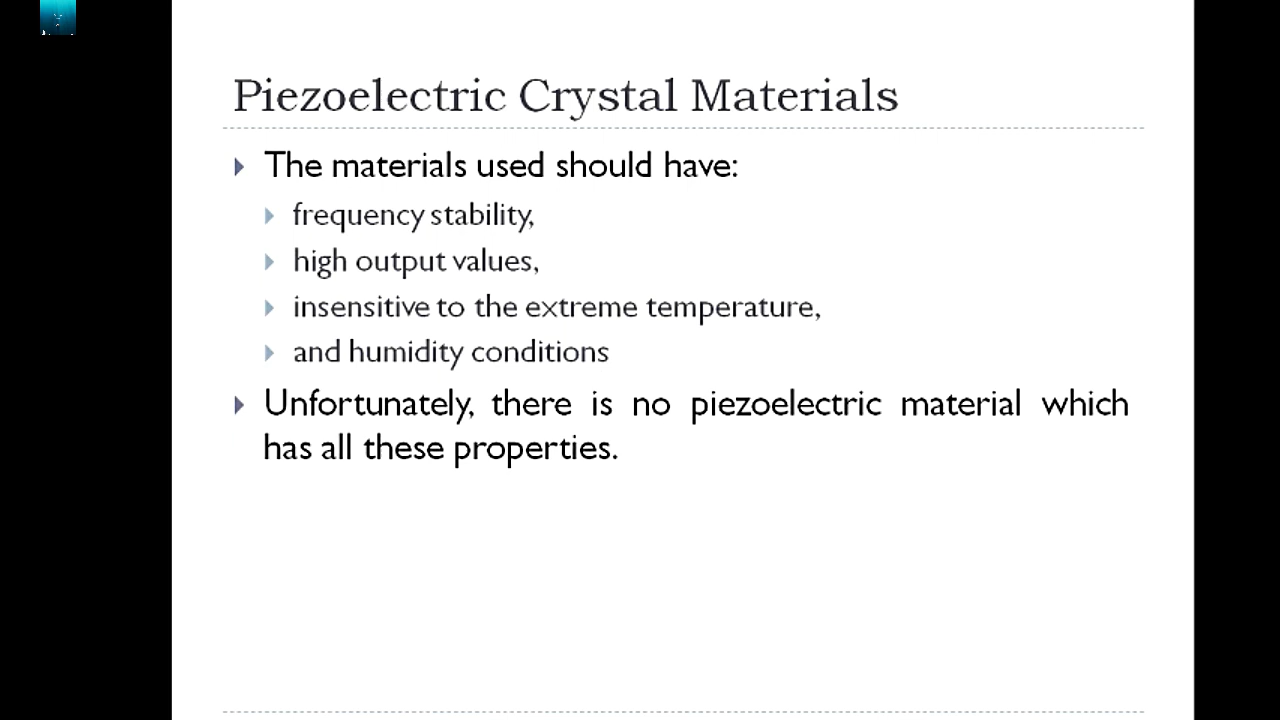 Piezoelectric Crystal Materials
The materials used should have:
frequency stability,
high output values,
insensitive to the extreme temperature,
and humidity conditions
Unfortunately, there is no piezoelectric material which
has all these properties.